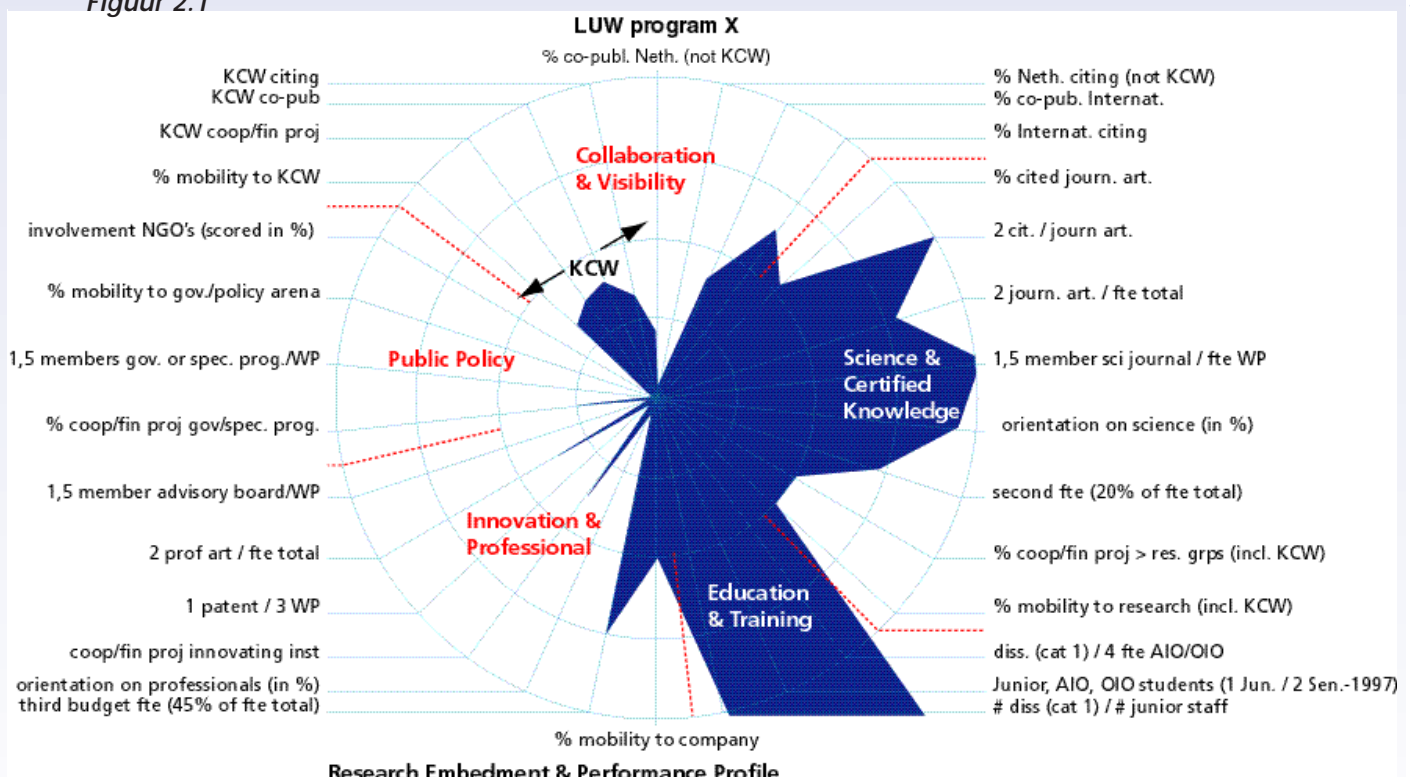 Figuur 2.1
LUW program X
% co-publ. Neth. (not KCW)
KCW citing
KCW co-pub
KCW coop/fin proj
% mobility to KCW
involvement NGO's (scored in %)
% mobility to gov./policy arena
1,5 members gov. or spec. prog./WP
% coop/fin proj gov/spec. prog.
1,5 member advisory board/WP
2 prof art / fte total
1 patent / 3 WP
coop/fin proj innovating inst
orientation on professionals (in %)
third budget fte (45% of fte total)
Collaboration
& Visibility
KCW
Public Policy
Innovation &
Professional
Science &
Certified
Knowledge
Education
& Training
% Neth. citing (not KCW)
% co-pub. Internat.
% Internat. citing
% cited journ. art.
2 cit. / journ art.
2 journ. art. / fte total
1,5 member sci journal / fte WP
orientation on science (in %)
second fte (20% of fte total)
% coop/fin proj > res. grps (incl. KCW)
% mobility to research (incl. KCW)
diss. (cat 1) / 4 fte AIO/OIO
Junior, AIO, OIO students (1 Jun. / 2 Sen.-1997)
# diss (cat 1) / # junior staff
% mobility to company
Research Embedment & Performance Profile